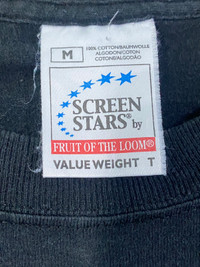 M
100% COTTON/BAUMWOLLE
ALGODON/COTON
COTONE/ALGODÃO
SCREEN
STARS®
by
FRUIT OF THE LOOM®
VALUE WEIGHT T